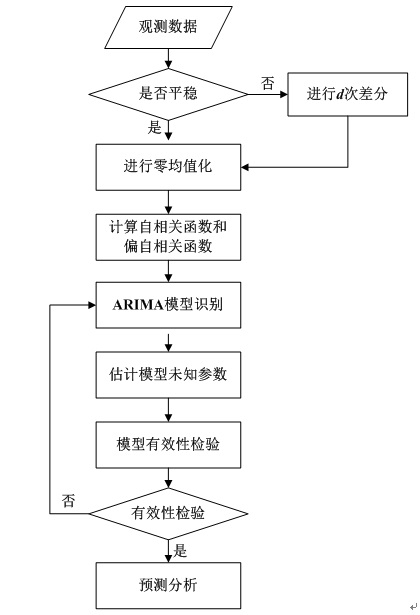 观测数据
是否平稳
否
进行d次差分
是
进行零均值化
计算自相关函数和
偏自相关函数
ARIMA模型识别
估计模型未知参数
模型有效性检验
否
有效性检验
是
预测分析